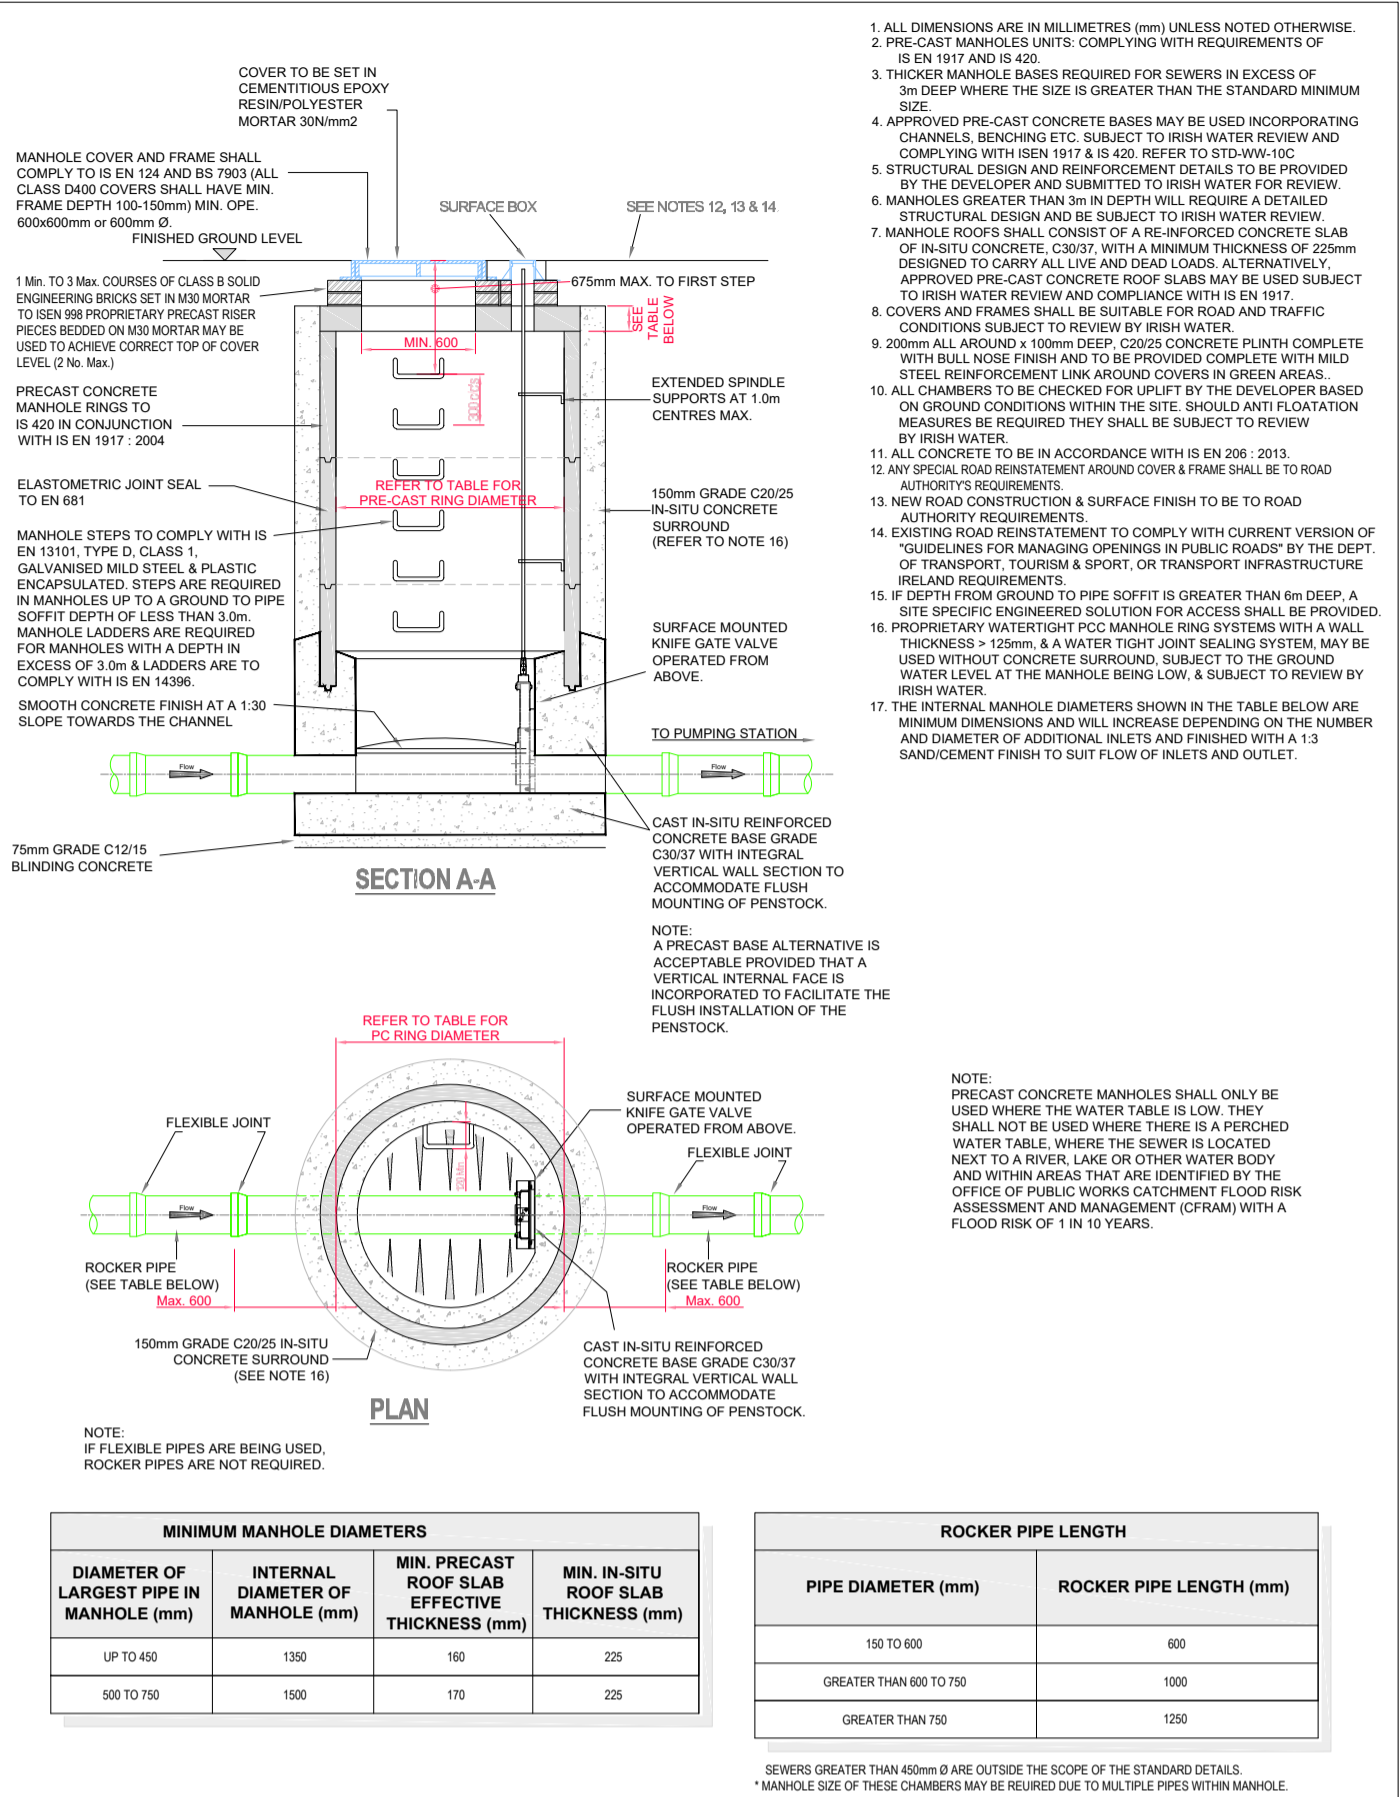 COVER TO BE SET IN
CEMENTITIOUS EPOXY
RESIN/POLYESTER
MORTAR 30N/mm2
MANHOLE COVER AND FRAME SHALL
COMPLY TO IS EN 124 AND BS 7903 (ALL
CLASS D400 COVERS SHALL HAVE MIN.
FRAME DEPTH 100-150mm) MIN. OPE.
600x600mm or 600mm Ø.
FINISHED GROUND LEVEL
SURFACE BOX
SEE NOTES 12, 13 & 14.
1 Min. TO 3 Max. COURSES OF CLASS B SOLID
ENGINEERING BRICKS SET IN M30 MORTAR
TO ISEN 998 PROPRIETARY PRECAST RISER
PIECES BEDDED ON M30 MORTAR MAY BE
USED TO ACHIEVE CORRECT TOP OF COVER
LEVEL (2 No. Max.)
675mm MAX. TO FIRST STEP
SEE
TABLE
BELOW
MIN. 600
300 c/c's
PRECAST CONCRETE
MANHOLE RINGS TO
IS 420 IN CONJUNCTION
WITH IS EN 1917 : 2004
EXTENDED SPINDLE
SUPPORTS AT 1.0m
CENTRES MAX.
ELASTOMETRIC JOINT SEAL
TO EN 681
REFER TO TABLE FOR
PRE-CAST RING DIAMETER
150mm GRADE C20/25
IN-SITU CONCRETE
SURROUND
(REFER TO NOTE 16)
MANHOLE STEPS TO COMPLY WITH IS
EN 13101, TYPE D, CLASS 1,
GALVANISED MILD STEEL & PLASTIC
ENCAPSULATED. STEPS ARE REQUIRED
IN MANHOLES UP TO A GROUND TO PIPE
SOFFIT DEPTH OF LESS THAN 3.0m.
MANHOLE LADDERS ARE REQUIRED
FOR MANHOLES WITH A DEPTH IN
EXCESS OF 3.0m & LADDERS ARE TO
COMPLY WITH IS EN 14396.
SURFACE MOUNTED
KNIFE GATE VALVE
OPERATED FROM
ABOVE.
SMOOTH CONCRETE FINISH AT A 1:30
SLOPE TOWARDS THE CHANNEL
TO PUMPING STATION
Flow
Flow
75mm GRADE C12/15
BLINDING CONCRETE
CAST IN-SITU REINFORCED
CONCRETE BASE GRADE
C30/37 WITH INTEGRAL
VERTICAL WALL SECTION TO
ACCOMMODATE FLUSH
MOUNTING OF PENSTOCK.
SECTION A-A
NOTE:
A PRECAST BASE ALTERNATIVE IS
ACCEPTABLE PROVIDED THAT A
VERTICAL INTERNAL FACE IS
INCORPORATED TO FACILITATE THE
FLUSH INSTALLATION OF THE
PENSTOCK.
1. ALL DIMENSIONS ARE IN MILLIMETRES (mm) UNLESS NOTED OTHERWISE.
2. PRE-CAST MANHOLES UNITS: COMPLYING WITH REQUIREMENTS OF
IS EN 1917 AND IS 420.
3. THICKER MANHOLE BASES REQUIRED FOR SEWERS IN EXCESS OF
3m DEEP WHERE THE SIZE IS GREATER THAN THE STANDARD MINIMUM
SIZE.
4. APPROVED PRE-CAST CONCRETE BASES MAY BE USED INCORPORATING
CHANNELS, BENCHING ETC. SUBJECT TO IRISH WATER REVIEW AND
COMPLYING WITH ISEN 1917 & IS 420. REFER TO STD-WW-10C
5. STRUCTURAL DESIGN AND REINFORCEMENT DETAILS TO BE PROVIDED
BY THE DEVELOPER AND SUBMITTED TO IRISH WATER FOR REVIEW.
6. MANHOLES GREATER THAN 3m IN DEPTH WILL REQUIRE A DETAILED
STRUCTURAL DESIGN AND BE SUBJECT TO IRISH WATER REVIEW.
7. MANHOLE ROOFS SHALL CONSIST OF A RE-INFORCED CONCRETE SLAB
OF IN-SITU CONCRETE, C30/37, WITH A MINIMUM THICKNESS OF 225mm
DESIGNED TO CARRY ALL LIVE AND DEAD LOADS. ALTERNATIVELY,
APPROVED PRE-CAST CONCRETE ROOF SLABS MAY BE USED SUBJECT
TO IRISH WATER REVIEW AND COMPLIANCE WITH IS EN 1917.
8. COVERS AND FRAMES SHALL BE SUITABLE FOR ROAD AND TRAFFIC
CONDITIONS SUBJECT TO REVIEW BY IRISH WATER.
9. 200mm ALL AROUND x 100mm DEEP, C20/25 CONCRETE PLINTH COMPLETE
WITH BULL NOSE FINISH AND TO BE PROVIDED COMPLETE WITH MILD
STEEL REINFORCEMENT LINK AROUND COVERS IN GREEN AREAS..
10. ALL CHAMBERS TO BE CHECKED FOR UPLIFT BY THE DEVELOPER BASED
ON GROUND CONDITIONS WITHIN THE SITE. SHOULD ANTI FLOATATION
MEASURES BE REQUIRED THEY SHALL BE SUBJECT TO REVIEW
BY IRISH WATER.
11. ALL CONCRETE TO BE IN ACCORDANCE WITH IS EN 206 : 2013.
12. ANY SPECIAL ROAD REINSTATEMENT AROUND COVER & FRAME SHALL BE TO ROAD
AUTHORITY'S REQUIREMENTS.
13. NEW ROAD CONSTRUCTION & SURFACE FINISH TO BE TO ROAD
AUTHORITY REQUIREMENTS.
14. EXISTING ROAD REINSTATEMENT TO COMPLY WITH CURRENT VERSION OF
"GUIDELINES FOR MANAGING OPENINGS IN PUBLIC ROADS" BY THE DEPT.
OF TRANSPORT, TOURISM & SPORT, OR TRANSPORT INFRASTRUCTURE
IRELAND REQUIREMENTS.
15. IF DEPTH FROM GROUND TO PIPE SOFFIT IS GREATER THAN 6m DEEP, A
SITE SPECIFIC ENGINEERED SOLUTION FOR ACCESS SHALL BE PROVIDED.
16. PROPRIETARY WATERTIGHT PCC MANHOLE RING SYSTEMS WITH A WALL
THICKNESS > 125mm, & A WATER TIGHT JOINT SEALING SYSTEM, MAY BE
USED WITHOUT CONCRETE SURROUND, SUBJECT TO THE GROUND
WATER LEVEL AT THE MANHOLE BEING LOW, & SUBJECT TO REVIEW BY
IRISH WATER.
17. THE INTERNAL MANHOLE DIAMETERS SHOWN IN THE TABLE BELOW ARE
MINIMUM DIMENSIONS AND WILL INCREASE DEPENDING ON THE NUMBER
AND DIAMETER OF ADDITIONAL INLETS AND FINISHED WITH A 1:3
SAND/CEMENT FINISH TO SUIT FLOW OF INLETS AND OUTLET.
REFER TO TABLE FOR
PC RING DIAMETER
FLEXIBLE JOINT
SURFACE MOUNTED
KNIFE GATE VALVE
OPERATED FROM ABOVE.
FLEXIBLE JOINT
120 Min
Flow
Flow
ROCKER PIPE
(SEE TABLE BELOW)
Max. 600
ROCKER PIPE
(SEE TABLE BELOW)
Max. 600
150mm GRADE C20/25 IN-SITU
CONCRETE SURROUND
(SEE NOTE 16)
CAST IN-SITU REINFORCED
CONCRETE BASE GRADE C30/37
WITH INTEGRAL VERTICAL WALL
SECTION TO ACCOMMODATE
FLUSH MOUNTING OF PENSTOCK.
PLAN
NOTE:
IF FLEXIBLE PIPES ARE BEING USED,
ROCKER PIPES ARE NOT REQUIRED.
NOTE:
PRECAST CONCRETE MANHOLES SHALL ONLY BE
USED WHERE THE WATER TABLE IS LOW. THEY
SHALL NOT BE USED WHERE THERE IS A PERCHED
WATER TABLE, WHERE THE SEWER IS LOCATED
NEXT TO A RIVER, LAKE OR OTHER WATER BODY
AND WITHIN AREAS THAT ARE IDENTIFIED BY THE
OFFICE OF PUBLIC WORKS CATCHMENT FLOOD RISK
ASSESSMENT AND MANAGEMENT (CFRAM) WITH A
FLOOD RISK OF 1 IN 10 YEARS.
MINIMUM MANHOLE DIAMETERS
DIAMETER OF LARGEST PIPE IN MANHOLE (mm) INTERNAL DIAMETER OF MANHOLE (mm) MIN. PRECAST ROOF SLAB EFFECTIVE THICKNESS (mm) MIN. IN-SITU ROOF SLAB THICKNESS (mm)
UP TO 450 1350 160 225
500 TO 750 1500 170 225
ROCKER PIPE LENGTH
PIPE DIAMETER (mm) ROCKER PIPE LENGTH (mm)
150 TO 600 600
GREATER THAN 600 TO 750 1000
GREATER THAN 750 1250
SEWERS GREATER THAN 450mm Ø ARE OUTSIDE THE SCOPE OF THE STANDARD DETAILS.
* MANHOLE SIZE OF THESE CHAMBERS MAY BE REUIRED DUE TO MULTIPLE PIPES WITHIN MANHOLE.